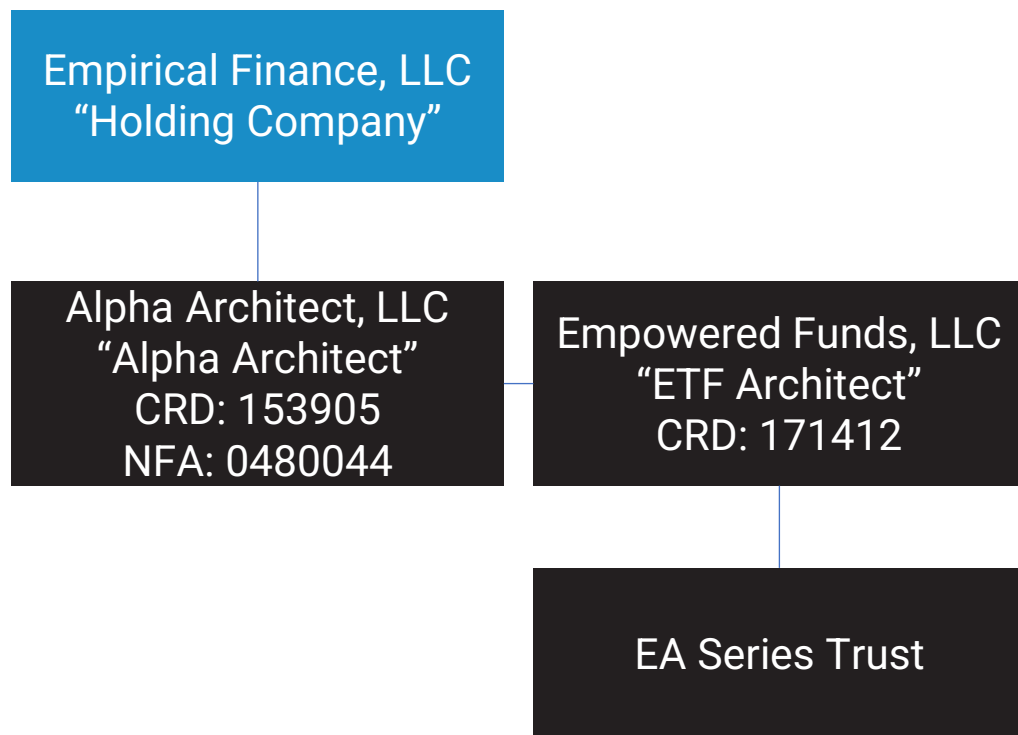 Empirical Finance, LLC
“Holding Company”
Alpha Architect, LLC
“Alpha Architect”
CRD: 153905
NFA: 0480044
Empowered Funds, LLC
“ETF Architect”
CRD: 171412
EA Series Trust